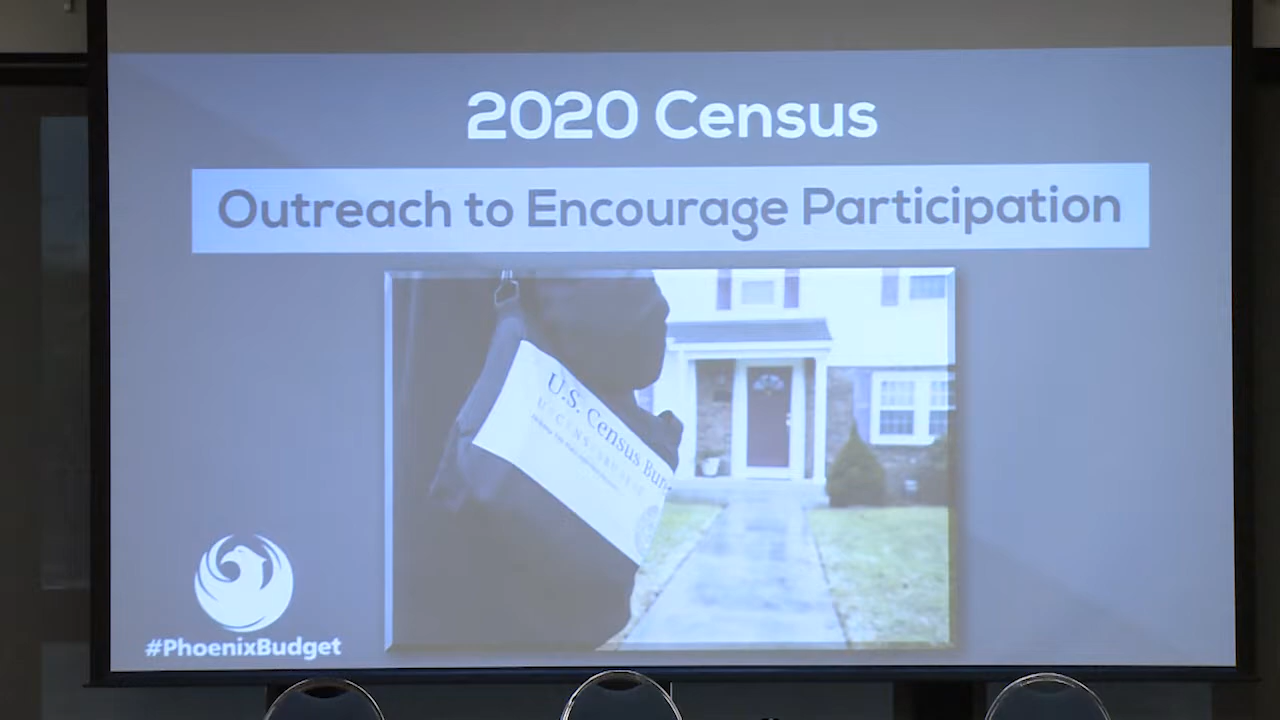 2020 Census
Outreach to Encourage Participation
U.S. Census Bur
#PhoenixBudget